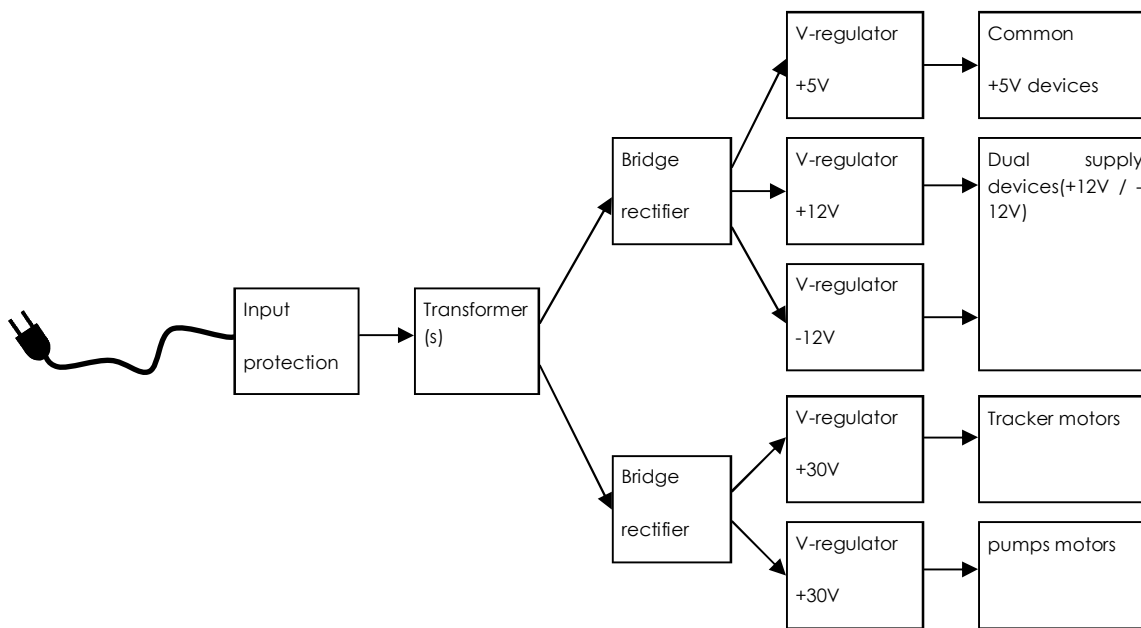 Input
protection
Transformer
(s)
Bridge
rectifier
V-regulator
+5V
Common
+5V devices
V-regulator
+12V
V-regulator
-12V
Dual supply
devices(+12V / -
12V)
Bridge
rectifier
V-regulator
+30V
Tracker motors
V-regulator
+30V
pumps motors